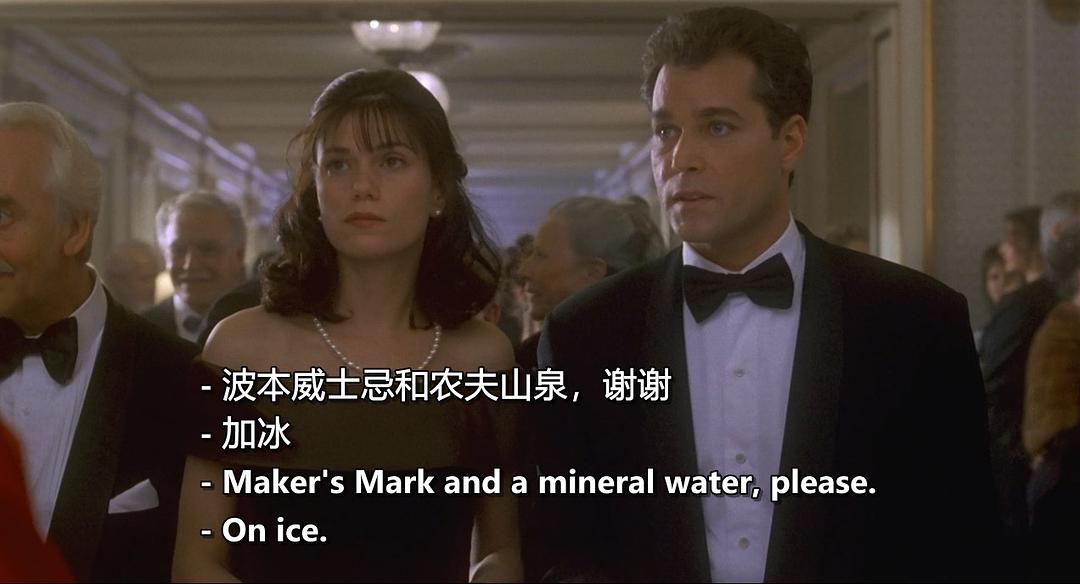 - 波本威士忌和农夫山泉，谢谢
- 加冰
- Maker's Mark and a mineral water, please.
- On ice.